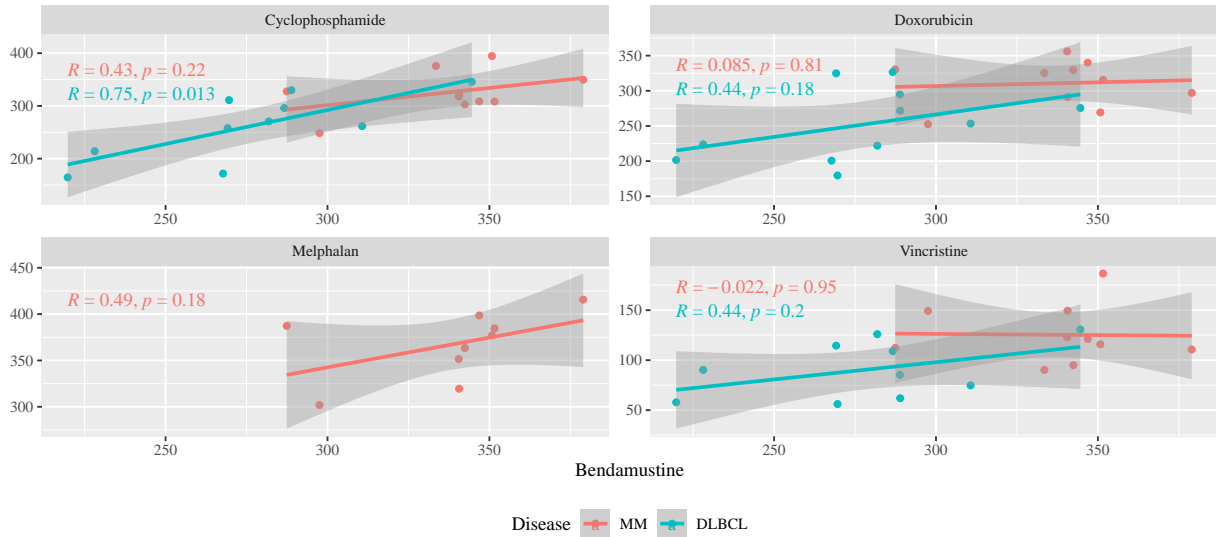 Cyclophosphamide
400
300
200
R = 0.43, p = 0.22
R = 0.75, p = 0.013
250
300
350
Doxorubicin
350
300
250
200
150
R = 0.085, p = 0.81
R = 0.44, p = 0.18
250
300
350
Melphalan
450
400
350
300
R = 0.49, p = 0.18
250
300
350
Vincristine
150
100
50
R = −0.022, p = 0.95
R = 0.44, p = 0.2
250
300
350
Bendamustine
Disease MM DLBCL